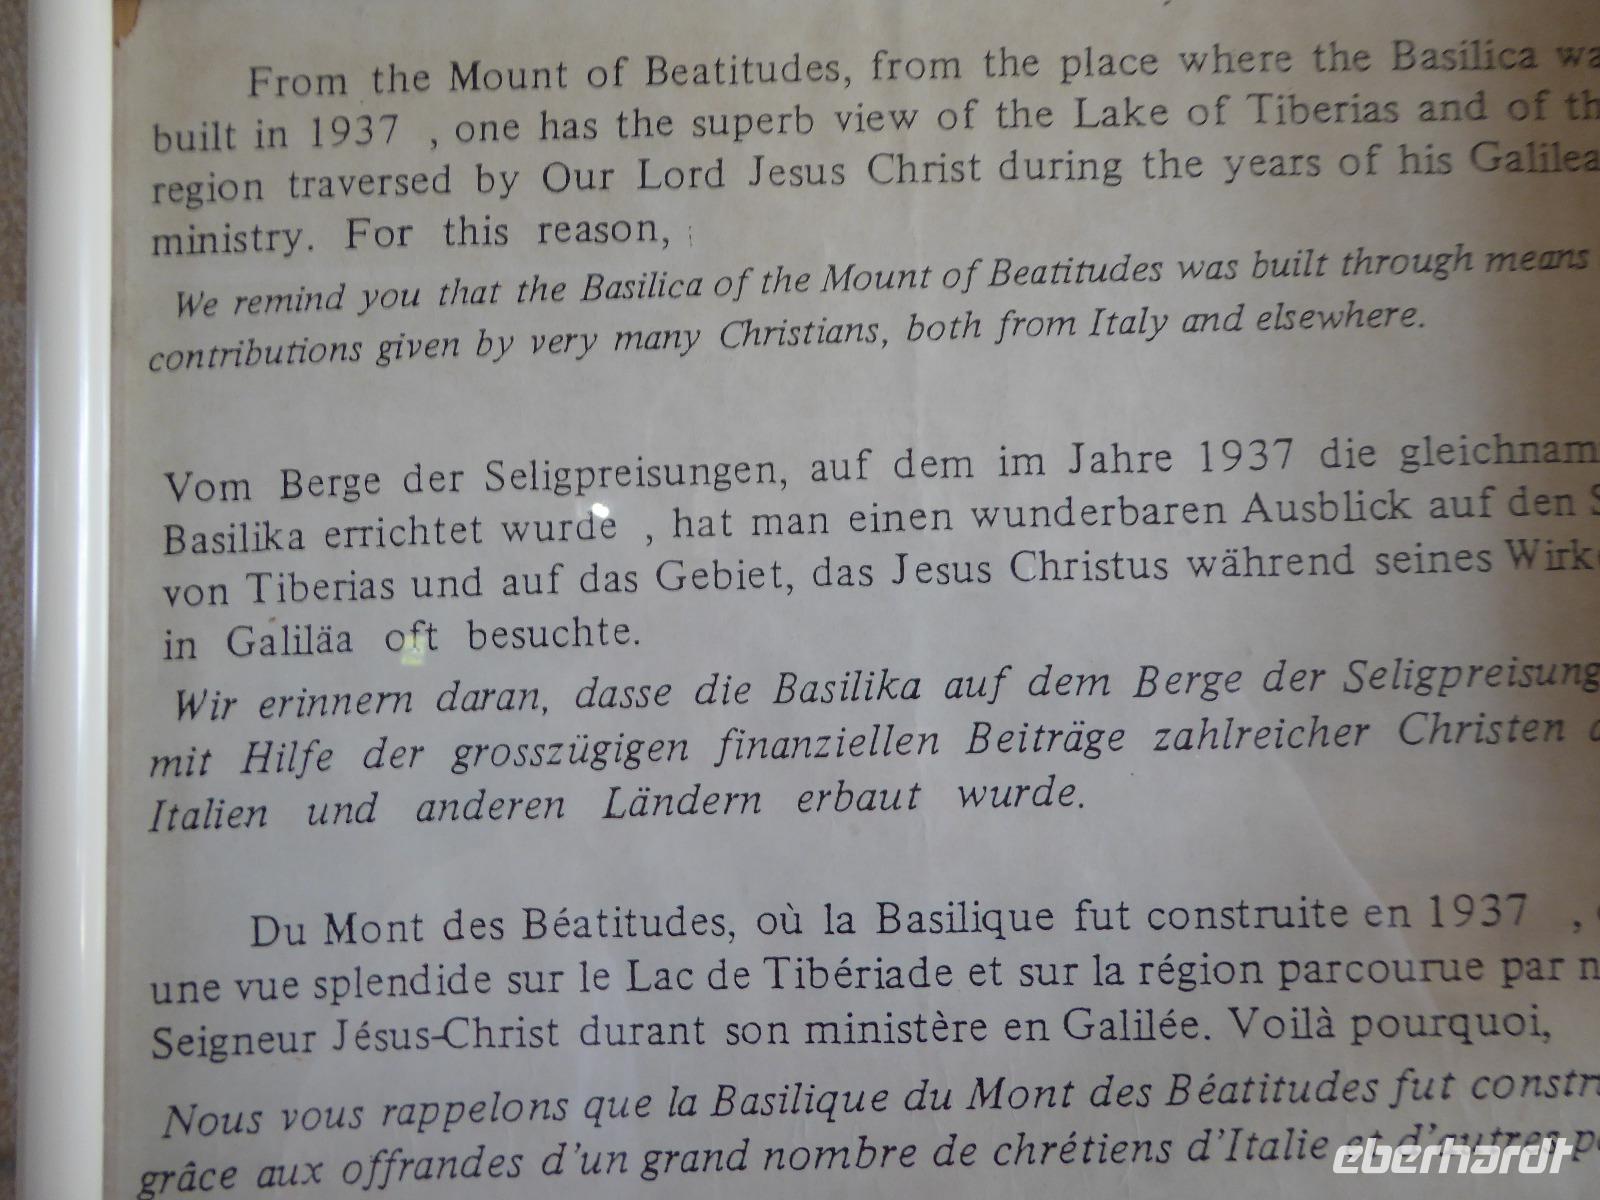 From the Mount of Beatitudes, from the place where the Basilica
built in 1937 , one has the superb view of the Lake of Tiberias and of
region traversed by Our Lord Jesus Christ during the years of his
ministry. For this reason,
We remind you that the Basilica of the Mount of Beatitudes was built through means
contributions given by very many Christians, both from Italy and elsewhere.
Vom Berge der Seligpreisungen, auf dem im Jahre 1937 die
Basilika errichtet wurde , hat man einen wunderbaren Ausblick auf den
von Tiberias und auf das Gebiet, das Jesus Christus während seines
in Galiläa oft besuchte.
Wir erinnern daran, dasse die Basilika auf dem Berge der
mit Hilfe der grosszügigen finanziellen Beiträge zahlreicher Christen
Italien und anderen Ländern erbaut wurde.
Du Mont des Béatitudes, où la Basilique fut construite en 1937 ,
une vue splendide sur le Lac de Tibériade et sur la région parcourue par
Seigneur Jésus-Christ durant son ministère en Galilée. Voilà pourquoi,
Nous vous rappelons que la Basilique du Mont des Béatitudes fut
grâce aux offrandes d'un grand nombre de chrétiens d'Italie et d'autres
eberhardt